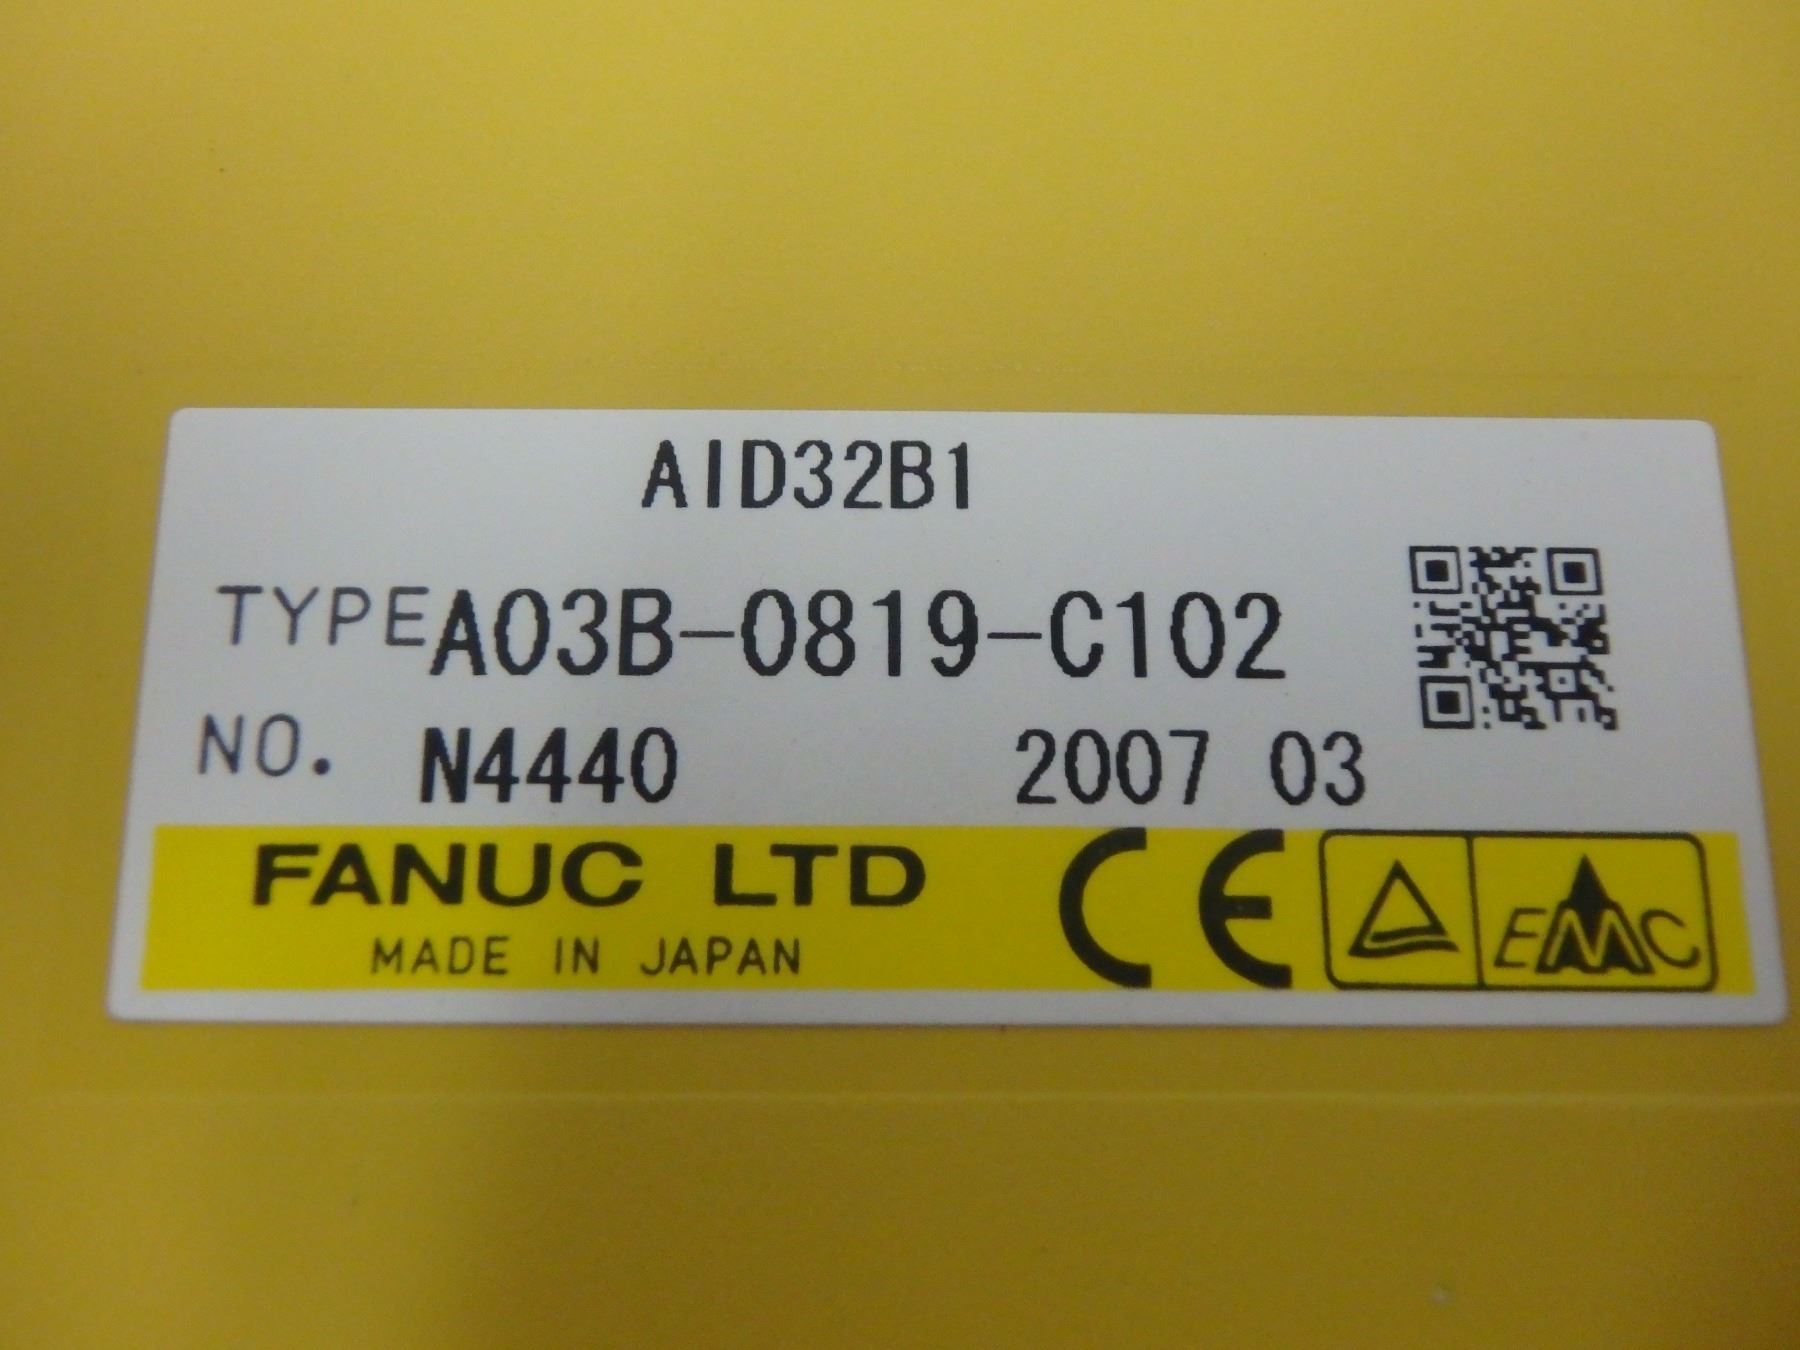 AID32B1
TYPE A03B-0819-C102
NO. N4440 2007 03
FANUC LTD CE EMC
MADE IN JAPAN